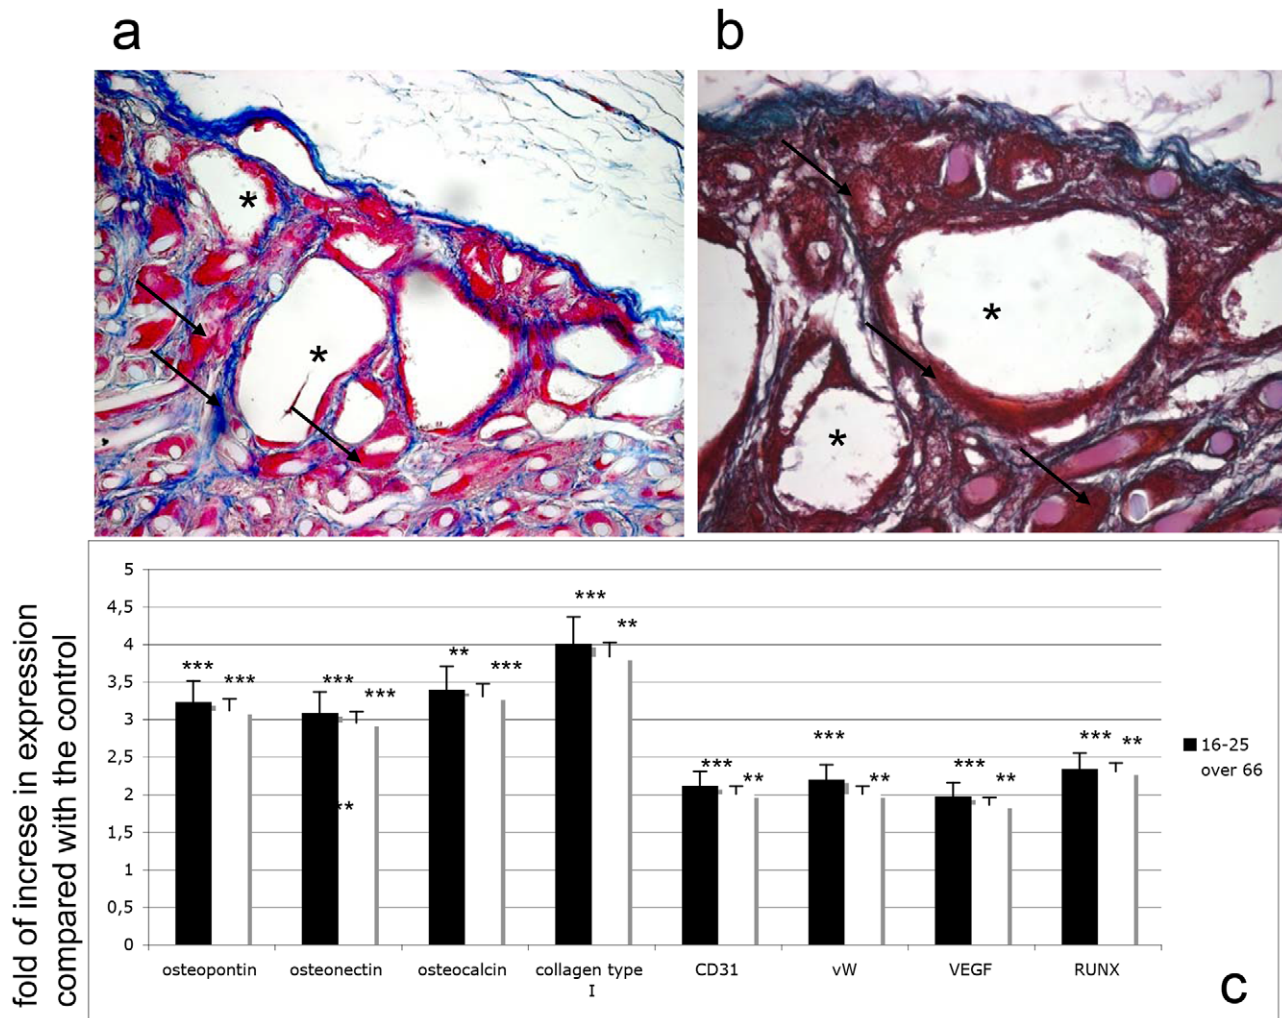 a
b
*
*
*
*
fold of increse in expression
compared with the control
5
4,5
4
3,5
3
2,5
2
1,5
1
0,5
0
*** *** *** *** ** *** *** ** *** ** *** ** *** ** *** **
**
osteopontin osteonectin osteocalcin collagen type CD31 vW VEGF RUNX
I
16-25
over 66
c